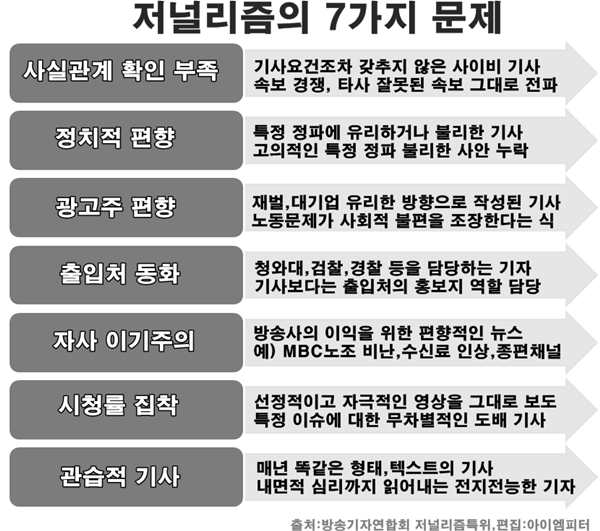 저널리즘의 7가지 문제
사실관계 확인 부족
기사요건조차 갖추지 않은 사이비 기사
속보 경쟁, 타사 잘못된 속보 그대로 전파
정치적 편향
특정 정파에 유리하거나 불리한 기사
고의적인 특정 정파 불리한 사안 누락
광고주 편향
재벌,대기업 유리한 방향으로 작성된 기사
노동문제가 사회적 불편을 조장한다는 식
출입처 동화
청와대,검찰,경찰 등을 담당하는 기자
기사보다는 출입처의 홍보지 역할 담당
자사 이기주의
방송사의 이익을 위한 편향적인 뉴스
예) MBC노조 비난,수신료 인상,종편채널
시청률 집착
선정적이고 자극적인 영상을 그대로 보도
특정 이슈에 대한 무차별적인 도배 기사
관습적 기사
매년 똑같은 형태,텍스트의 기사
내면적 심리까지 읽어내는 전지전능한 기자
출처:방송기자연합회 저널리즘특위,편집:아이엠피터